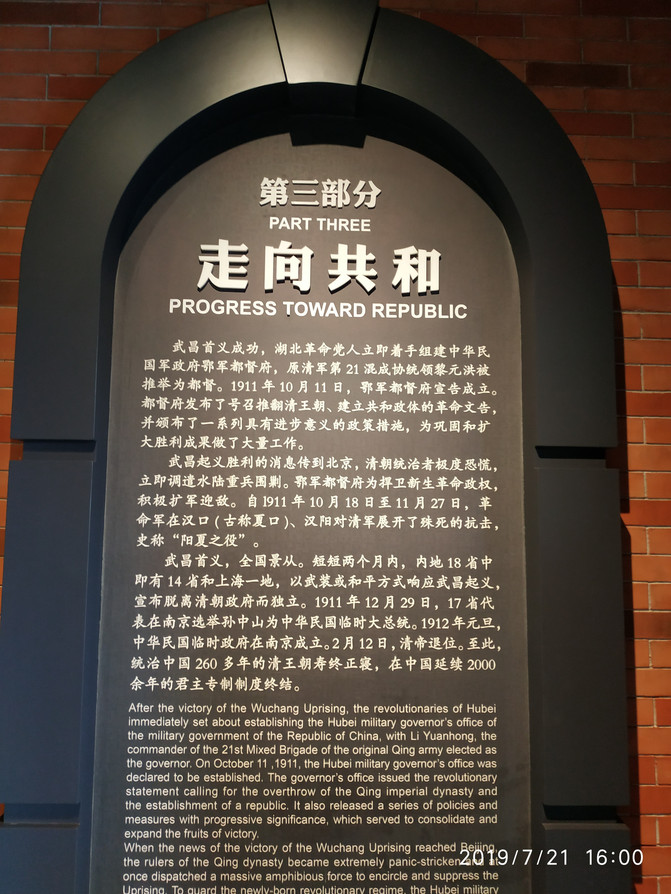 第三部分
PART THREE
走向共和
PROGRESS TOWARD REPUBLIC
武昌首义成功，湖北革命党人立即着手组建中华民
国军政府鄂军都督府，原清军第21混成协统领黎元洪被
推举为都督。1911年10月11日，鄂军都督府宣告成立。
都督府发布了号召推翻清王朝、建立共和政体的革命文告，
并颁布了一系列具有进步意义的政策措施，为巩固和扩
大胜利成果做了大量工作。
武昌起义胜利的消息传到北京，清朝统治者极度恐慌，
立即调遣水陆重兵围剿。鄂军都督府为捍卫新生革命政权，
积极扩军迎敌。自1911年10月18日至11月27日，革
命军在汉口（古称夏口）、汉阳对清军展开了殊死的抗击，
史称“阳夏之役”。
武昌首义，全国景从。短短两个月内，内地18省中
即有14省和上海一地，以武装或和平方式响应武昌起义，
宣布脱离清朝政府而独立。1911年12月29日，17省代
表在南京选举孙中山为中华民国临时大总统。1912年元旦，
中华民国临时政府在南京成立。2月12日，清帝退位。至此，
统治中国260多年的清王朝寿终正寝，在中国延续2000
余年的君主专制制度终结。
After the victory of the Wuchang Uprising, the revolutionaries of Hubei
immediately set about establishing the Hubei military governor's office of
the military government of the Republic of China, with Li Yuanhong, the
commander of the 21st Mixed Brigade of the original Qing army elected as
the governor. On October 11 ,1911, the Hubei military governor's office was
declared to be established. The governor's office issued the revolutionary
statement calling for the overthrow of the Qing imperial dynasty and
the establishment of a republic. It also released a series of policies and
measures with progressive significance, which served to consolidate and
expand the fruits of victory.
When the news of the victory of the Wuchang Uprising reached Beijing,
the rulers of the Qing dynasty became extremely panic-stricken
once dispatched a massive amphibious force to encircle and suppress the
Uprising. To guard the newly-born revolutionary regime, the Hubei military
2019/7/21 16:00